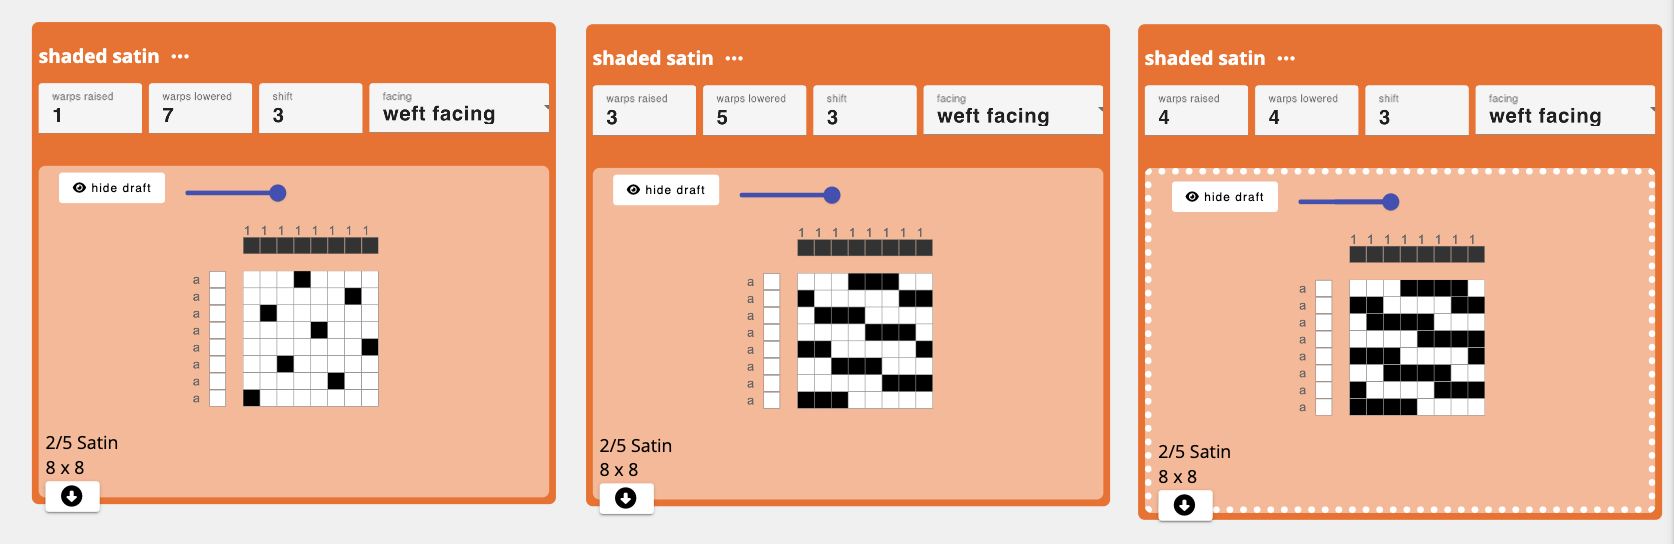 shaded satin ...
warps raised warps lowered shift facing
1 7 3 weft facing
hide draft
1 1 1 1 1 1 1 1
a
a
a
a
a
a
a
a
2/5 Satin
8 x 8
shaded satin ...
warps raised warps lowered shift facing
3 5 3 weft facing
hide draft
1 1 1 1 1 1 1 1
a
a
a
a
a
a
a
a
2/5 Satin
8 x 8
shaded satin ...
warps raised warps lowered shift facing
4 4 3 weft facing
hide draft
1 1 1 1 1 1 1 1
a
a
a
a
a
a
a
a
2/5 Satin
8 x 8